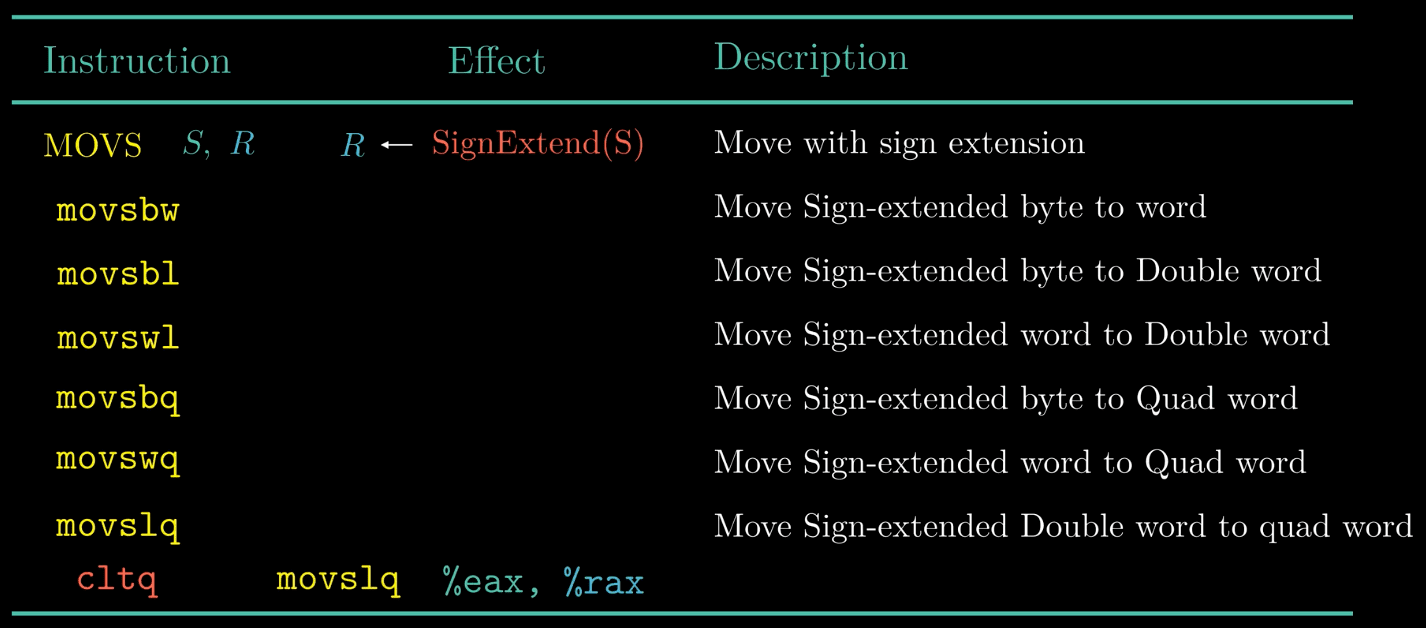 Instruction Effect Description
MOVS S, R R ← SignExtend(S) Move with sign extension
movsbw Move Sign-extended byte to word
movsbl Move Sign-extended byte to Double word
movswl Move Sign-extended word to Double word
movsbq Move Sign-extended byte to Quad word
movswq Move Sign-extended word to Quad word
movslq Move Sign-extended Double word to quad word
cltq movslq %eax, %rax